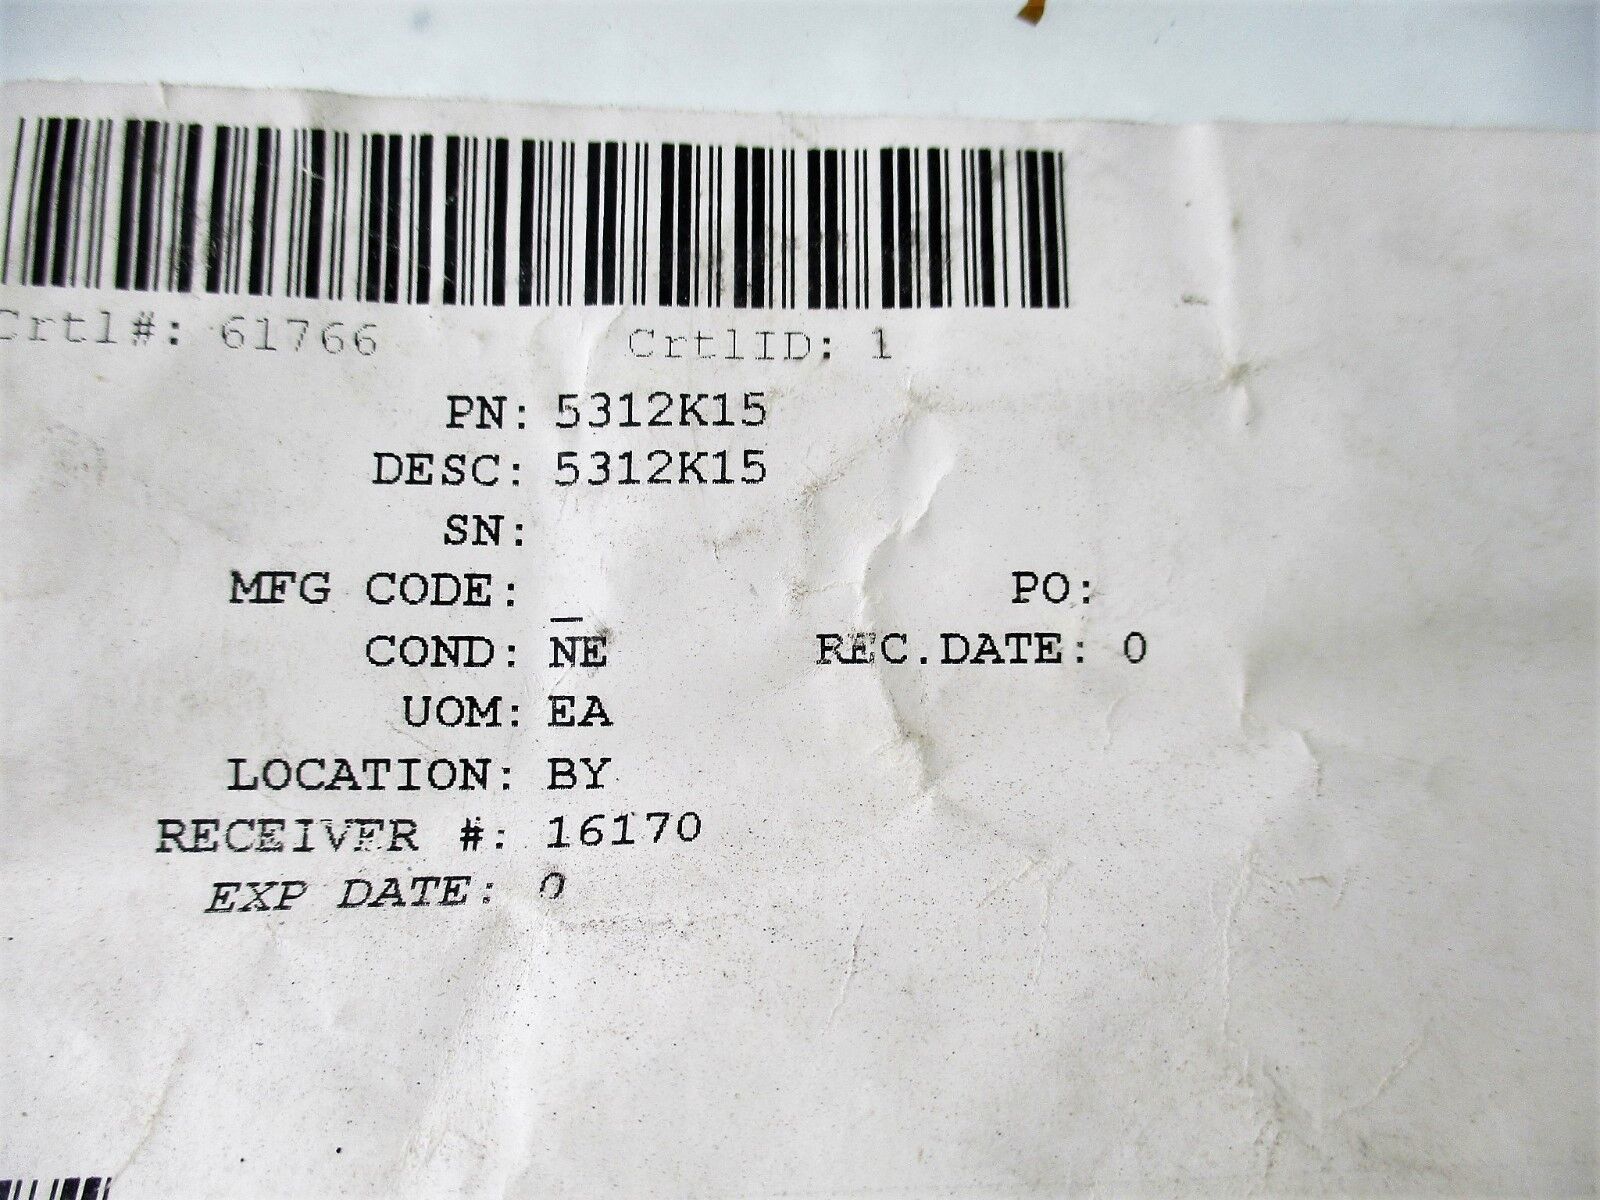 Crtl#: 61766 CrtlID: 1
PN: 5312K15
DESC: 5312K15
SN:
MFG CODE: _ PO:
COND: NE REC.DATE: 0
UOM: EA
LOCATION: BY
RECEIVER #: 16170
EXP DATE: 0